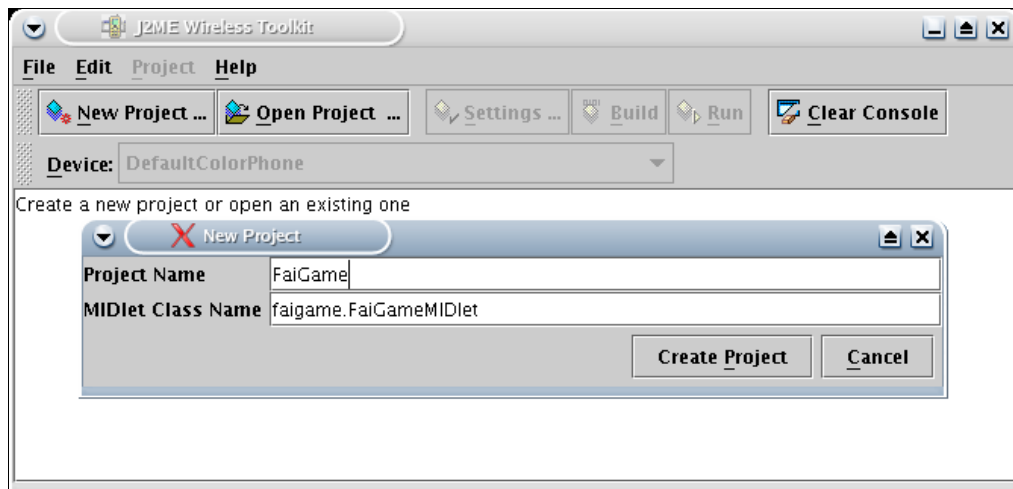 J2ME Wireless Toolkit
File Edit Project Help
New Project ... Open Project ... Settings ... Build Run Clear Console
Device: DefaultColorPhone
Create a new project or open an existing one
New Project
Project Name FaiGame
MIDlet Class Name faigame.FaiGameMIDlet
Create Project Cancel